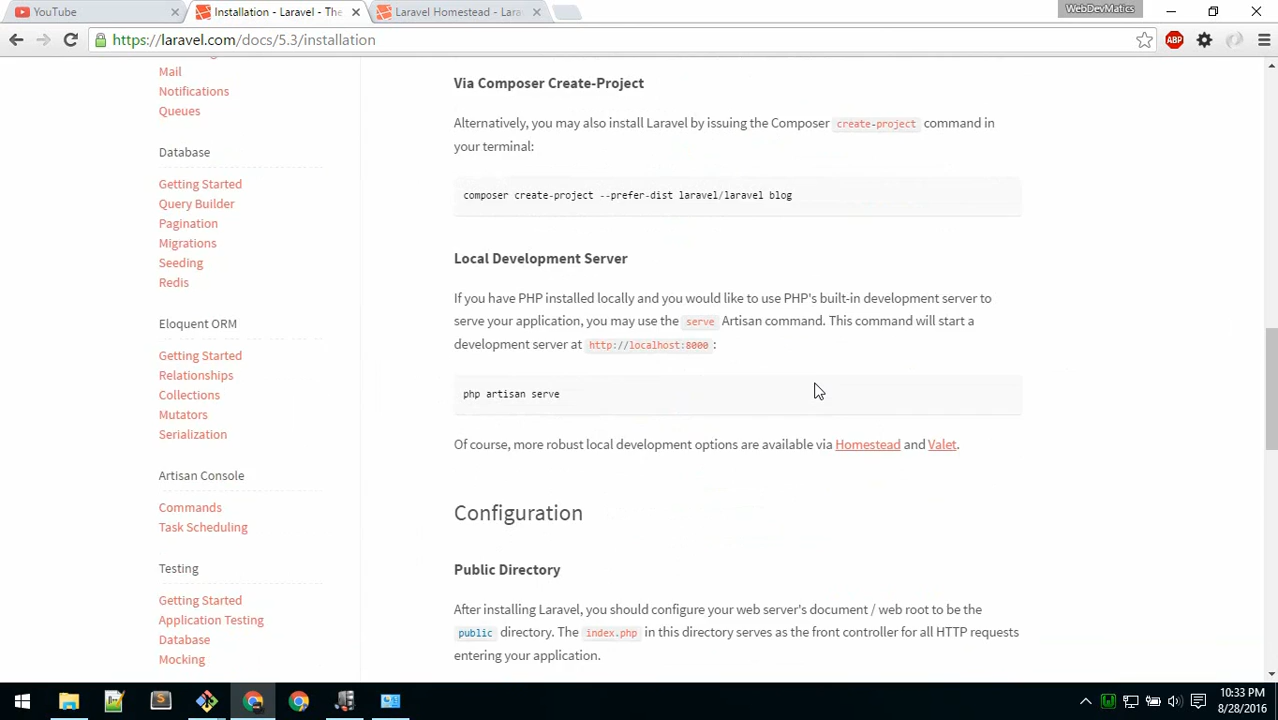 YouTube
Installation - Laravel - The
Laravel Homestead - Lara
WebDevMatics
https://laravel.com/docs/5.3/installation
ABP
Mail
Notifications
Queues
Database
Getting Started
Query Builder
Pagination
Migrations
Seeding
Redis
Eloquent ORM
Getting Started
Relationships
Collections
Mutators
Serialization
Artisan Console
Commands
Task Scheduling
Testing
Getting Started
Application Testing
Database
Mocking
Via Composer Create-Project
Alternatively, you may also install Laravel by issuing the Composer create-project command in
your terminal:
composer create-project --prefer-dist laravel/laravel blog
Local Development Server
If you have PHP installed locally and you would like to use PHP's built-in development server to
serve your application, you may use the serve Artisan command. This command will start a
development server at http://localhost:8000 :
php artisan serve
Of course, more robust local development options are available via Homestead and Valet.
Configuration
Public Directory
After installing Laravel, you should configure your web server's document / web root to be the
public directory. The index.php in this directory serves as the front controller for all HTTP requests
entering your application.
10:33 PM
8/28/2016